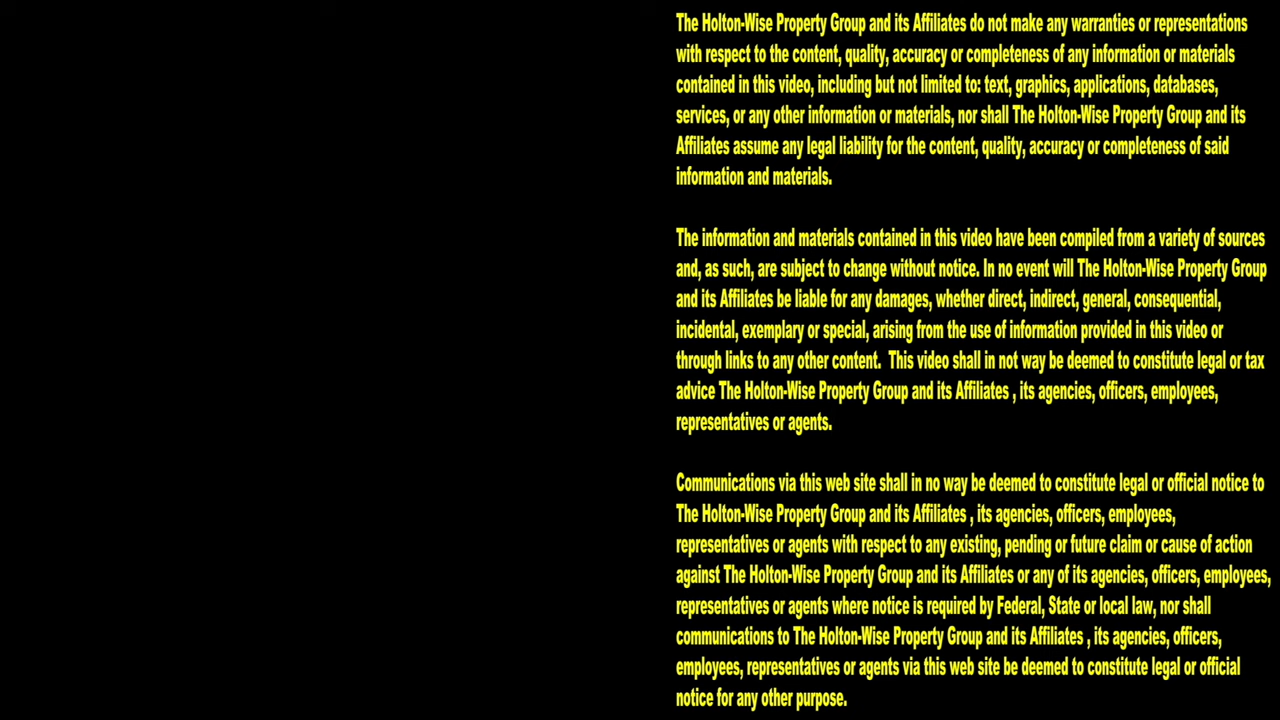 The Holton-Wise Property Group and its Affiliates do not make any warranties or representations
with respect to the content, quality, accuracy or completeness of any information or materials
contained in this video, including but not limited to: text, graphics, applications, databases,
services, or any other information or materials, nor shall The Holton-Wise Property Group and its
Affiliates assume any legal liability for the content, quality, accuracy or completeness of said
information and materials.
The information and materials contained in this video have been compiled from a variety of sources
and, as such, are subject to change without notice. In no event will The Holton-Wise Property Group
and its Affiliates be liable for any damages, whether direct, indirect, general, consequential,
incidental, exemplary or special, arising from the use of information provided in this video or
through links to any other content.  This video shall in not way be deemed to constitute legal or tax
advice The Holton-Wise Property Group and its Affiliates , its agencies, officers, employees,
representatives or agents.
Communications via this web site shall in no way be deemed to constitute legal or official notice to
The Holton-Wise Property Group and its Affiliates , its agencies, officers, employees,
representatives or agents with respect to any existing, pending or future claim or cause of action
against The Holton-Wise Property Group and its Affiliates or any of its agencies, officers, employees,
representatives or agents where notice is required by Federal, State or local law, nor shall
communications to The Holton-Wise Property Group and its Affiliates , its agencies, officers,
employees, representatives or agents via this web site be deemed to constitute legal or official
notice for any other purpose.